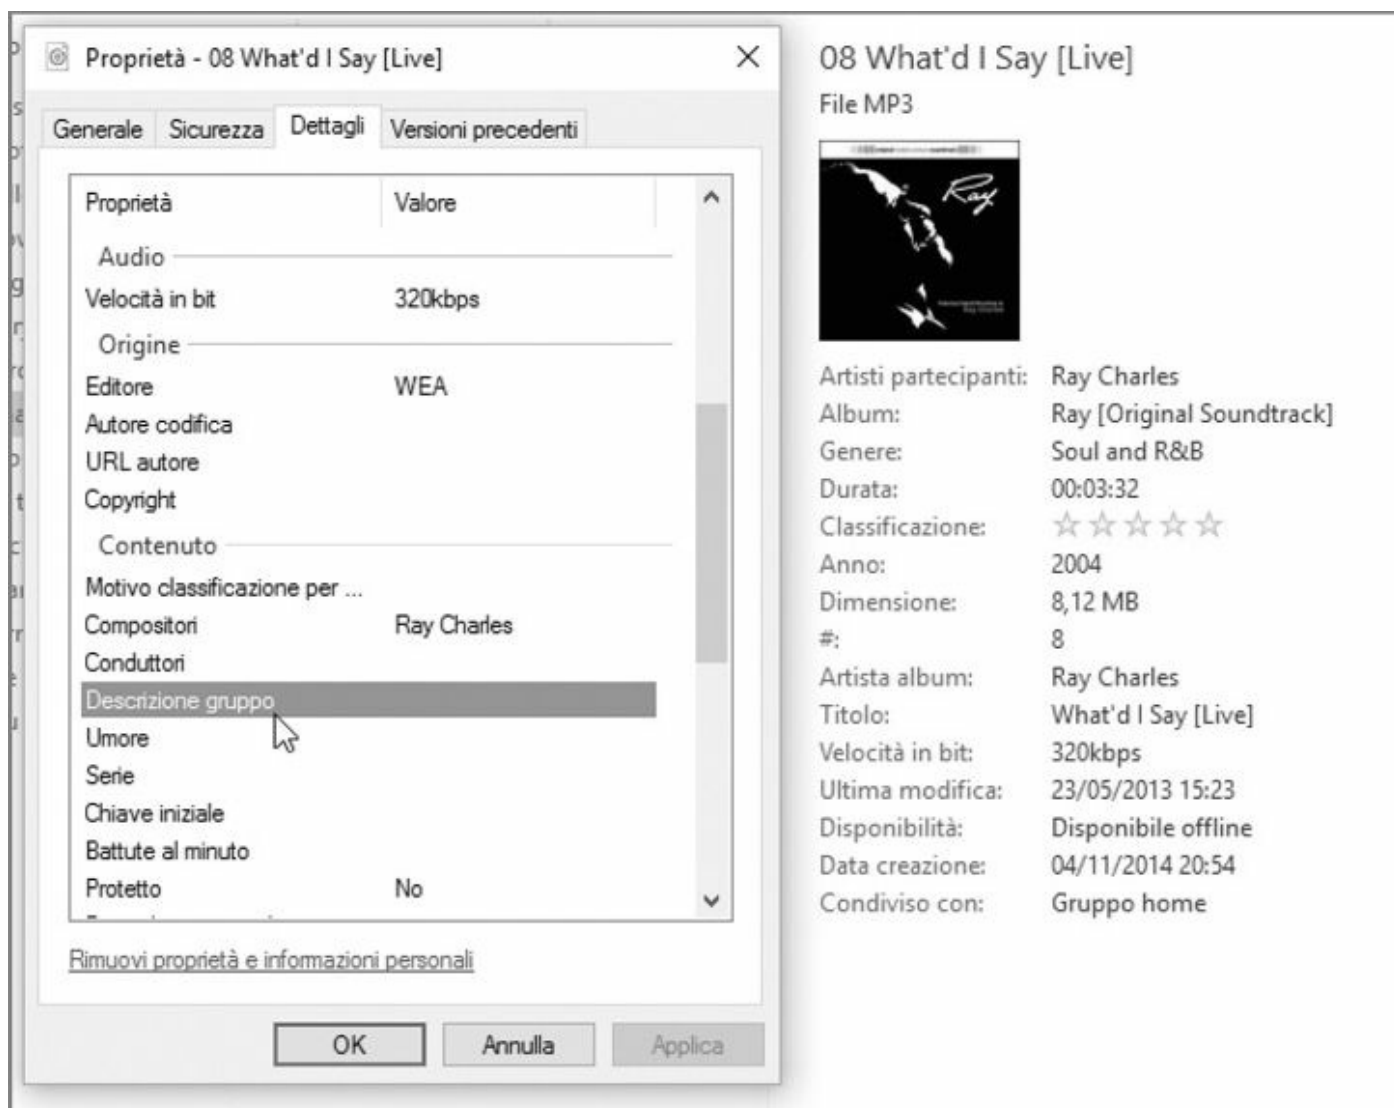 Proprietà - 08 What'd I Say [Live]
Generale Sicurezza Dettagli Versioni precedenti
Proprietà Valore
Audio
Velocità in bit 320kbps
Origine
Editore WEA
Autore codifica
URL autore
Copyright
Contenuto
Motivo classificazione per ...
Compositori Ray Charles
Conduttori
Descrizione gruppo
Umore
Serie
Chiave iniziale
Battute al minuto
Protetto No
Rimuovi proprietà e informazioni personali
OK Annulla Applica
08 What'd I Say [Live]
File MP3
Ray
Ray Charles
Artisti partecipanti: Ray Charles
Album: Ray [Original Soundtrack]
Genere: Soul and R&B
Durata: 00:03:32
Classificazione: ☆☆☆☆☆
Anno: 2004
Dimensione: 8,12 MB
#: 8
Artista album: Ray Charles
Titolo: What'd I Say [Live]
Velocità in bit: 320kbps
Ultima modifica: 23/05/2013 15:23
Disponibilità: Disponibile offline
Data creazione: 04/11/2014 20:54
Condiviso con: Gruppo home